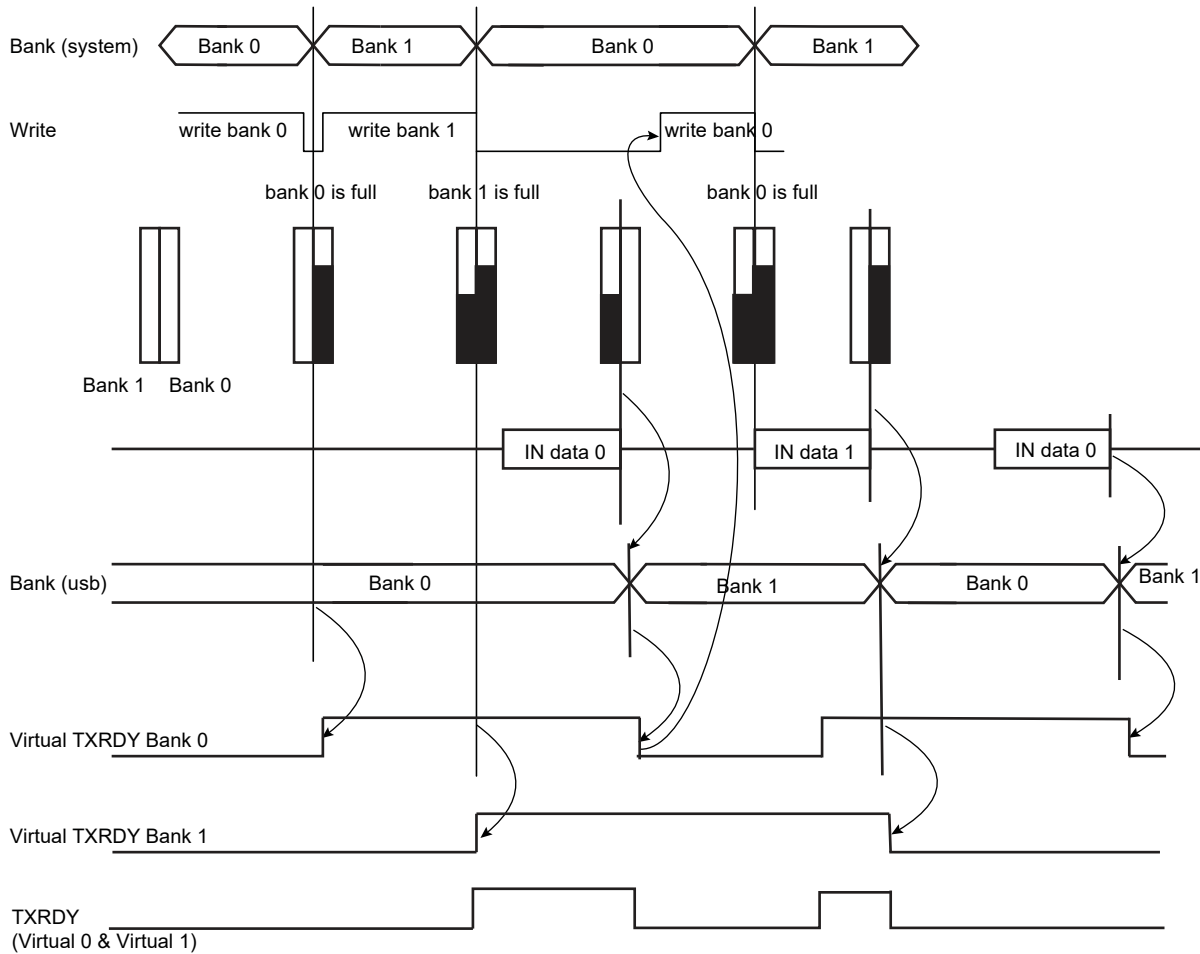 Bank (system)
Bank 0
Bank 1
Bank 0
Bank 1
Write
write bank 0
write bank 1
write bank 0
bank 0 is full
bank 1 is full
bank 0 is full
Bank 1
Bank 0
IN data 0
IN data 1
IN data 0
Bank (usb)
Bank 0
Bank 1
Bank 0
Bank 1
Virtual TXRDY Bank 0
Virtual TXRDY Bank 1
TXRDY
(Virtual 0 & Virtual 1)